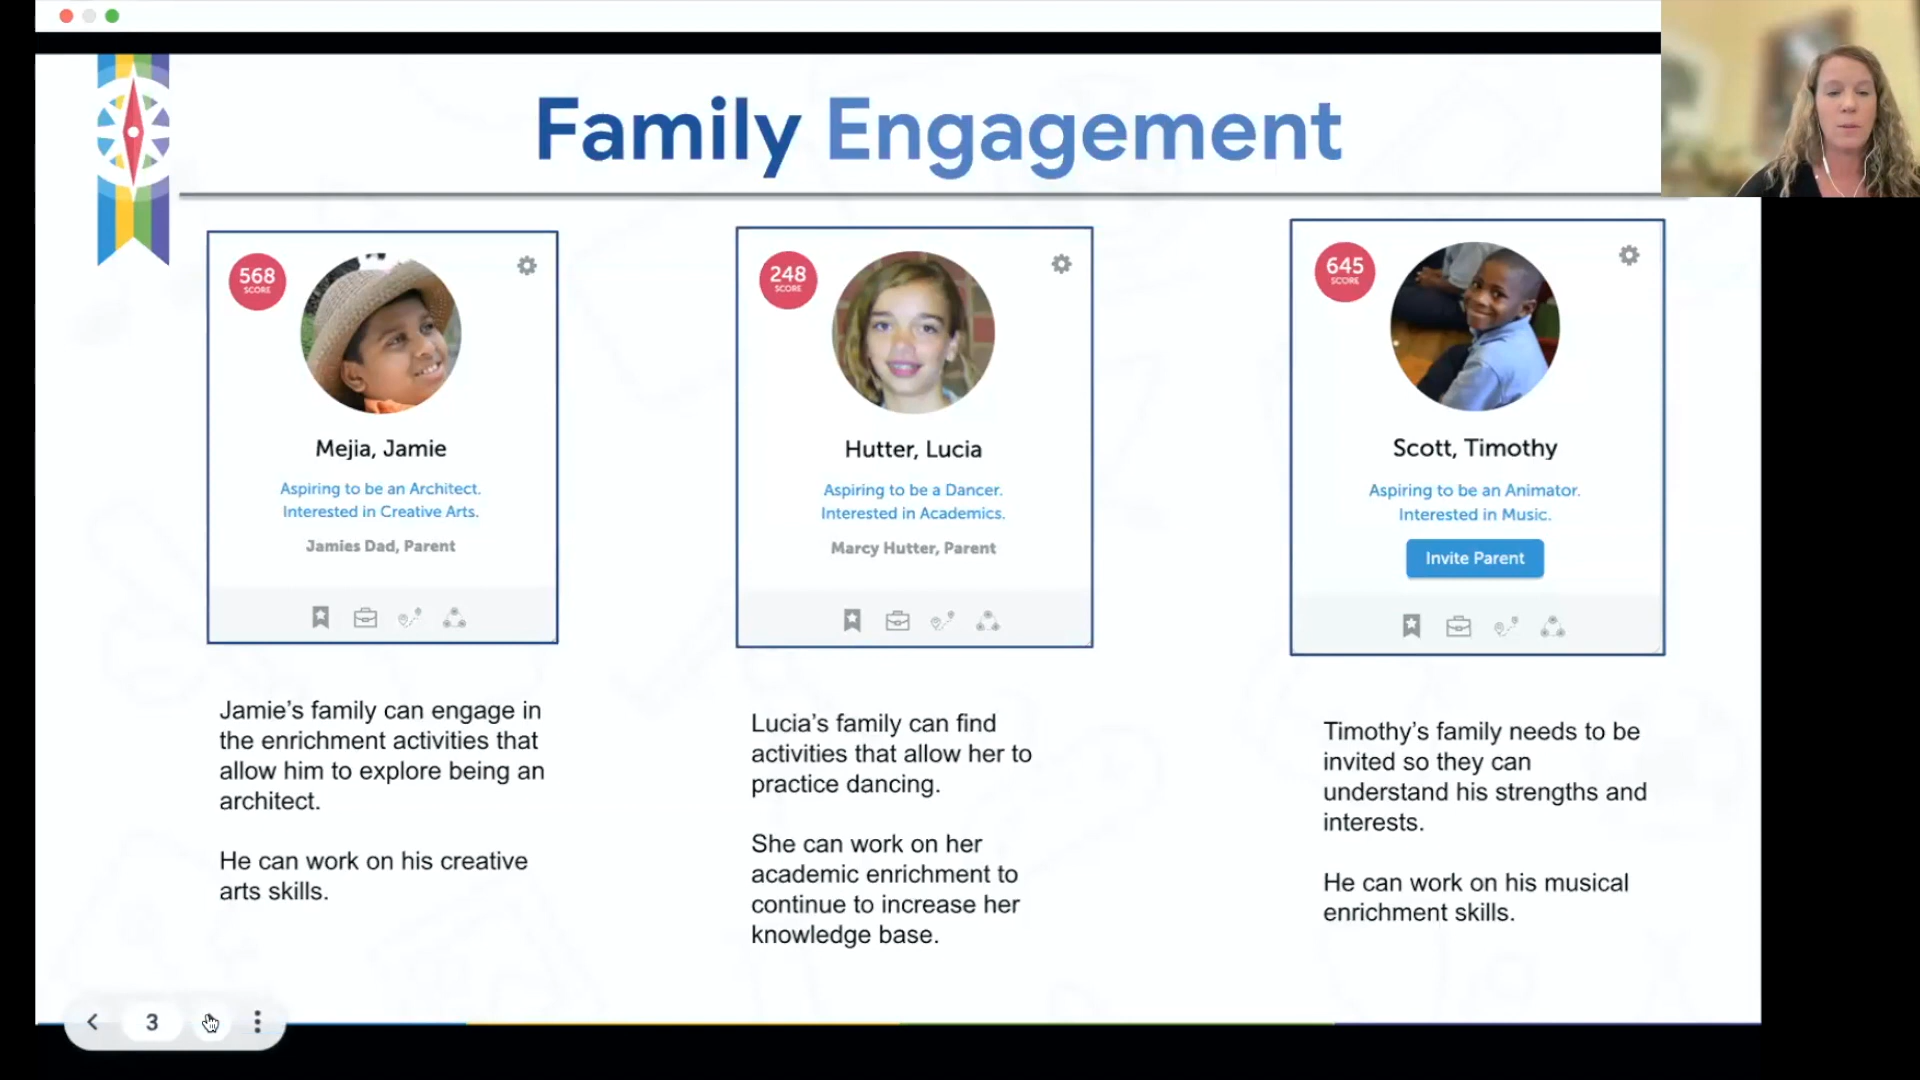 Family Engagement
568
SCORE
Mejia, Jamie
Aspiring to be an Architect.
Interested in Creative Arts.
Jamies Dad, Parent
Jamie's family can engage in
the enrichment activities that
allow him to explore being an
architect.
He can work on his creative
arts skills.
248
SCORE
Hutter, Lucia
Aspiring to be a Dancer.
Interested in Academics.
Marcy Hutter, Parent
Lucia's family can find
activities that allow her to
practice dancing.
She can work on her
academic enrichment to
continue to increase her
knowledge base.
645
SCORE
Scott, Timothy
Aspiring to be an Animator.
Interested in Music.
Invite Parent
Timothy's family needs to be
invited so they can
understand his strengths and
interests.
He can work on his musical
enrichment skills.
3